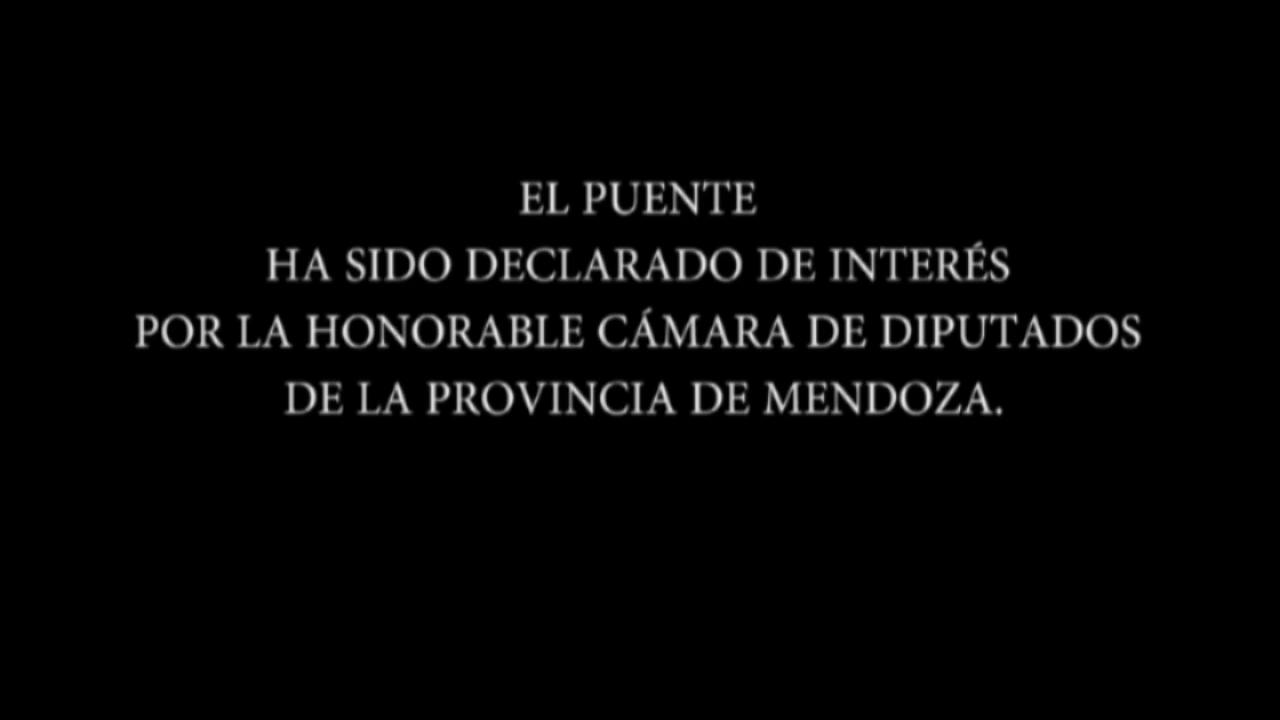 EL PUENTE
HA SIDO DECLARADO DE INTERÉS
POR LA HONORABLE CÁMARA DE DIPUTADOS
DE LA PROVINCIA DE MENDOZA.